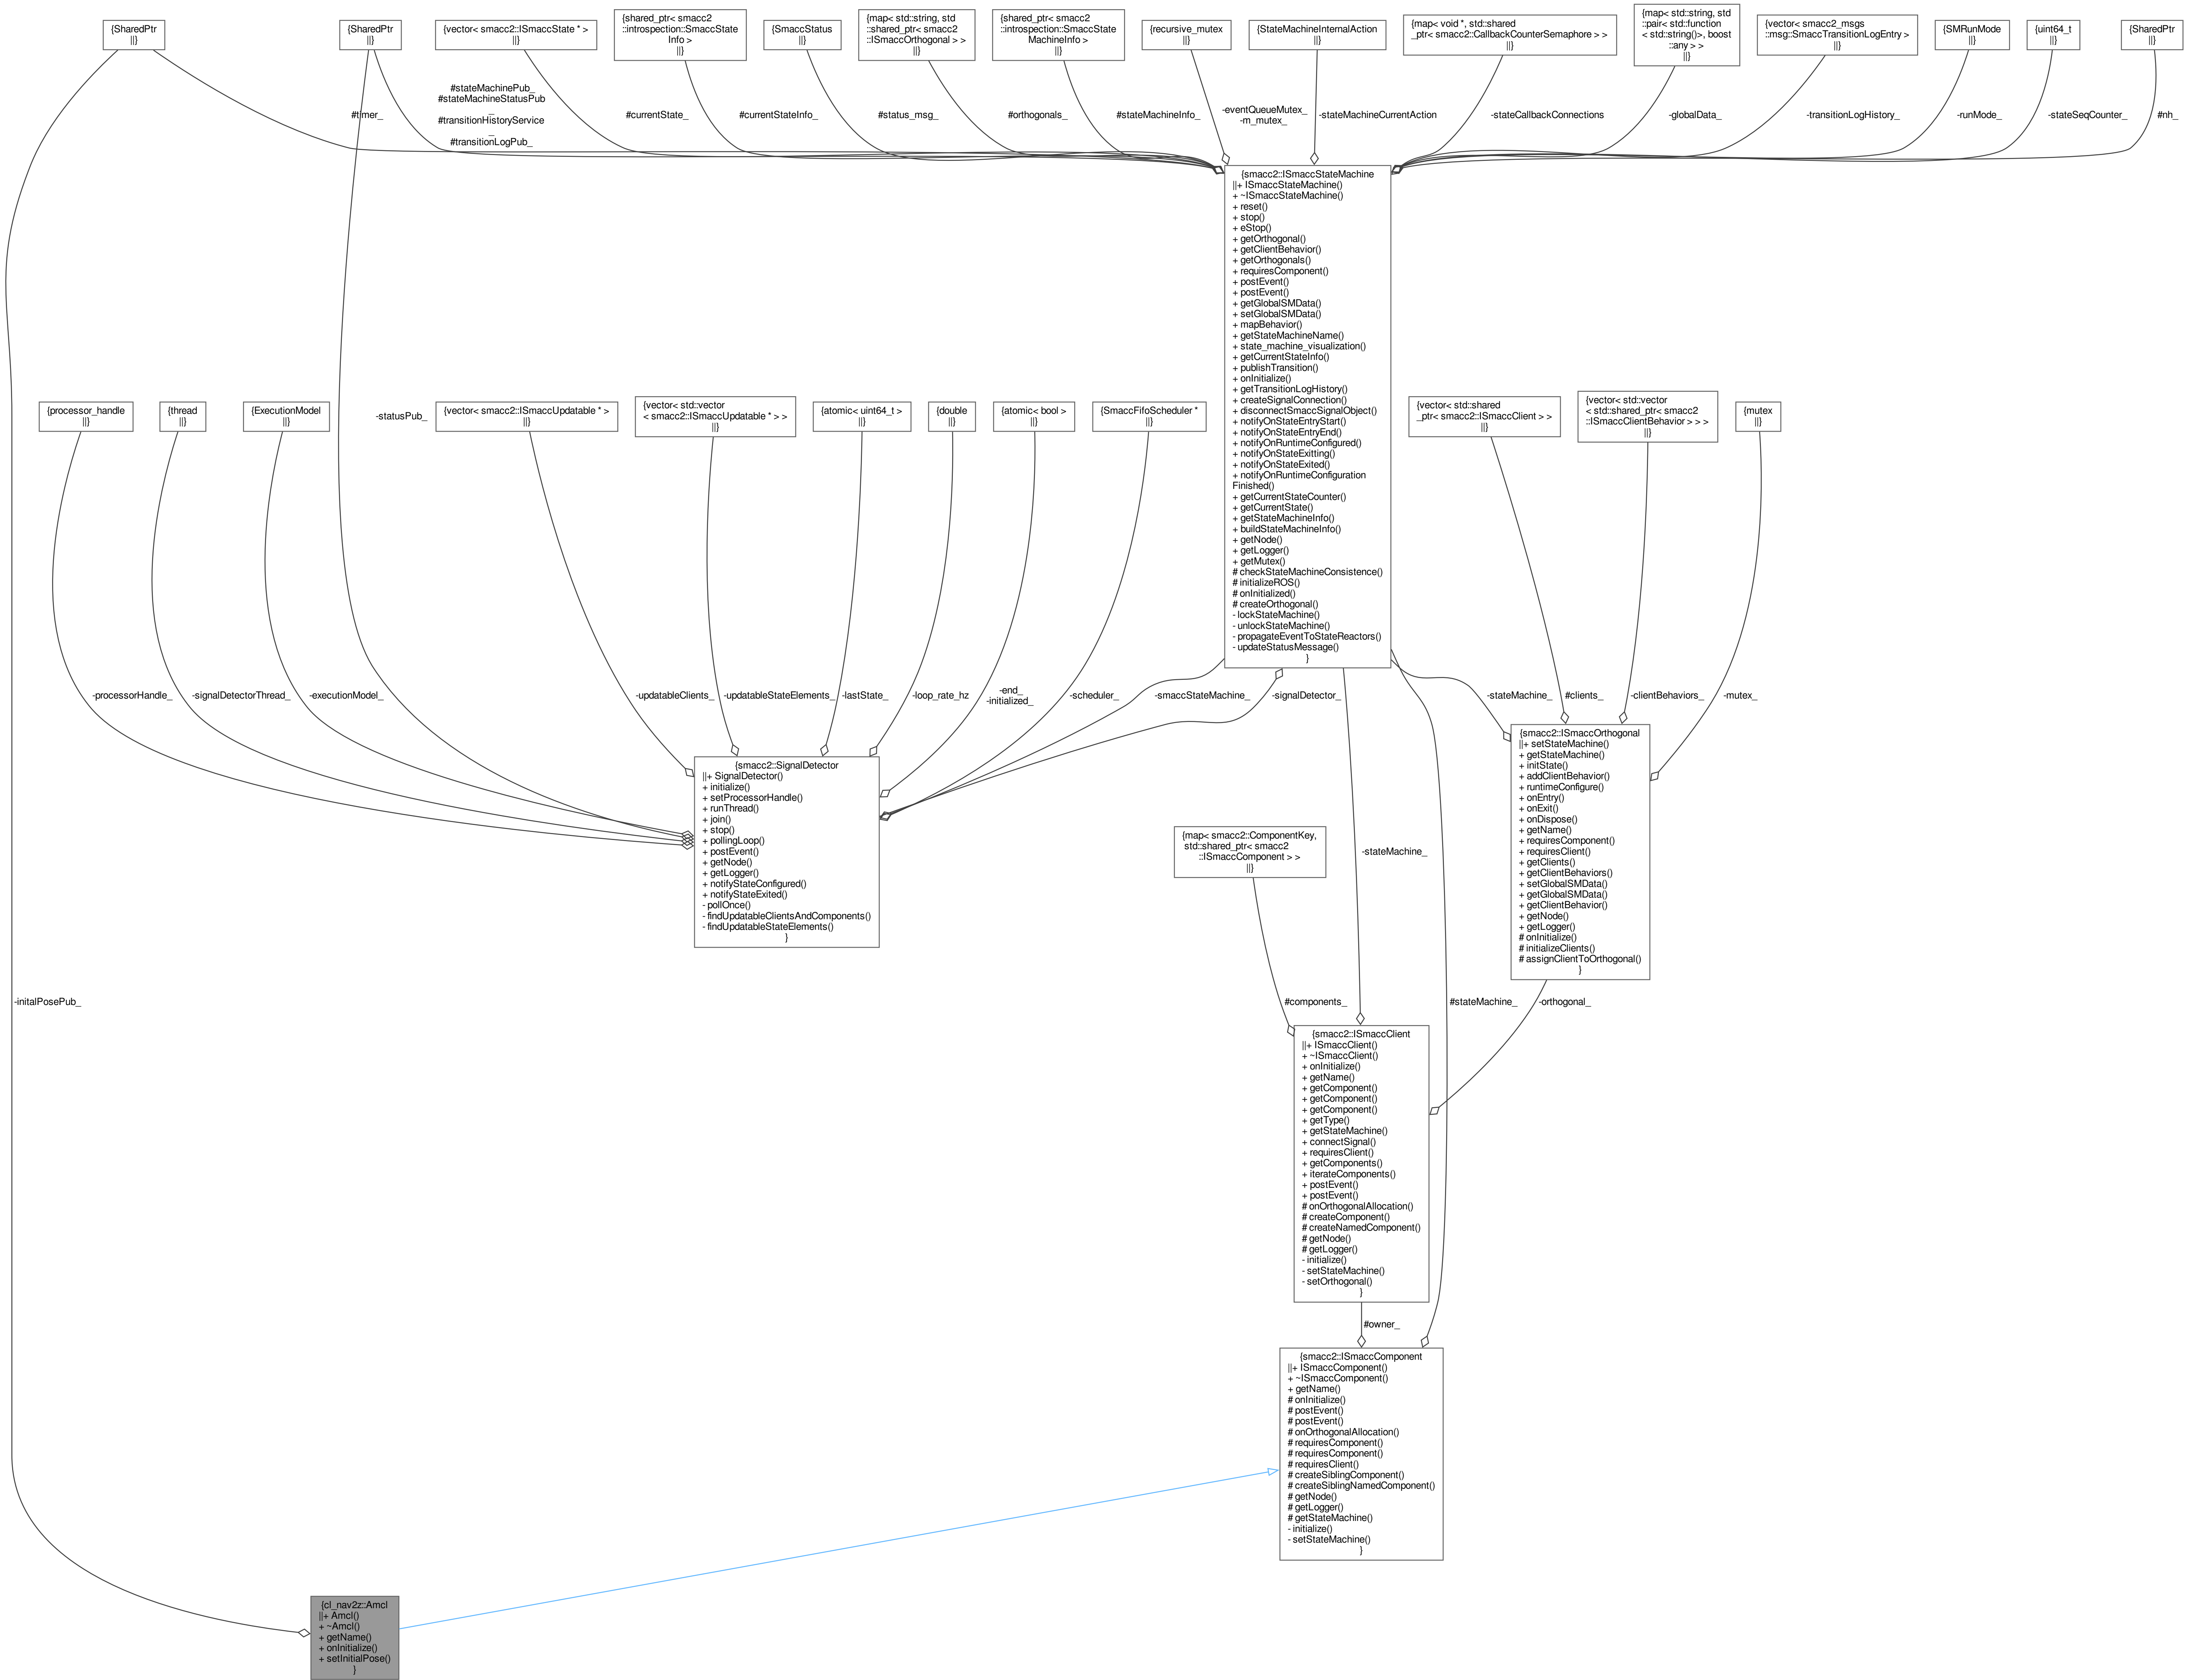 {SharedPtr
||}
{SharedPtr
||}
{vector< smacc2::ISmaccState * >
||}
{shared_ptr< smacc2
::introspection::SmaccState
Info >
||}
{SmaccStatus
||}
{map< std::string, std
::shared_ptr< smacc2
::ISmaccOrthogonal > >
||}
{shared_ptr< smacc2
::introspection::SmaccState
MachineInfo >
||}
{recursive_mutex
||}
{StateMachineInternalAction
||}
{map< void *, std::shared
_ptr< smacc2::CallbackCounterSemaphore > >
||}
{map< std::string, std
::pair< std::function
< std::string()>, boost
::any > >
||}
{vector< smacc2_msgs
::msg::SmaccTransitionLogEntry >
||}
{SMRunMode
||}
{uint64_t
||}
{SharedPtr
||}
#timer_
#stateMachinePub_
#stateMachineStatusPub
_
#transitionHistoryService
_
#transitionLogPub_
#currentState_
#currentStateInfo_
#status_msg_
#orthogonals_
#stateMachineInfo_
-eventQueueMutex_
-m_mutex_
-stateMachineCurrentAction
-stateCallbackConnections
-globalData_
-transitionLogHistory_
-runMode_
-stateSeqCounter_
#nh_
{smacc2::ISmaccStateMachine
||+ ISmaccStateMachine()
+ ~ISmaccStateMachine()
+ reset()
+ stop()
+ eStop()
+ getOrthogonal()
+ getClientBehavior()
+ getOrthogonals()
+ requiresComponent()
+ postEvent()
+ postEvent()
+ getGlobalSMData()
+ setGlobalSMData()
+ mapBehavior()
+ getStateMachineName()
+ state_machine_visualization()
+ getCurrentStateInfo()
+ publishTransition()
+ onInitialize()
+ getTransitionLogHistory()
+ createSignalConnection()
+ disconnectSmaccSignalObject()
+ notifyOnStateEntryStart()
+ notifyOnStateEntryEnd()
+ notifyOnRuntimeConfigured()
+ notifyOnStateExitting()
+ notifyOnStateExited()
+ notifyOnRuntimeConfiguration
Finished()
+ getCurrentStateCounter()
+ getCurrentState()
+ getStateMachineInfo()
+ buildStateMachineInfo()
+ getNode()
+ getLogger()
+ getMutex()
# checkStateMachineConsistence()
# initializeROS()
# onInitialized()
# createOrthogonal()
- lockStateMachine()
- unlockStateMachine()
- propagateEventToStateReactors()
- updateStatusMessage()
}
{processor_handle
||}
{thread
||}
{ExecutionModel
||}
-statusPub_
{vector< smacc2::ISmaccUpdatable * >
||}
{vector< std::vector
< smacc2::ISmaccUpdatable * > >
||}
{atomic< uint64_t >
||}
{double
||}
{atomic< bool >
||}
{SmaccFifoScheduler *
||}
{vector< std::shared
_ptr< smacc2::ISmaccClient > >
||}
{vector< std::vector
< std::shared_ptr< smacc2
::ISmaccClientBehavior > > >
||}
{mutex
||}
-processorHandle_
-signalDetectorThread_
-executionModel_
-updatableClients_
-updatableStateElements_
-lastState_
-loop_rate_hz
-end_
-initialized_
-scheduler_
-smaccStateMachine_
-signalDetector_
-stateMachine_
#clients_
-clientBehaviors_
-mutex_
{smacc2::SignalDetector
||+ SignalDetector()
+ initialize()
+ setProcessorHandle()
+ runThread()
+ join()
+ stop()
+ pollingLoop()
+ postEvent()
+ getNode()
+ getLogger()
+ notifyStateConfigured()
+ notifyStateExited()
- pollOnce()
- findUpdatableClientsAndComponents()
- findUpdatableStateElements()
}
{smacc2::ISmaccOrthogonal
||+ setStateMachine()
+ getStateMachine()
+ initState()
+ addClientBehavior()
+ runtimeConfigure()
+ onEntry()
+ onExit()
+ onDispose()
+ getName()
+ requiresComponent()
+ requiresClient()
+ getClients()
+ getClientBehaviors()
+ setGlobalSMData()
+ getGlobalSMData()
+ getClientBehavior()
+ getNode()
+ getLogger()
# onInitialize()
# initializeClients()
# assignClientToOrthogonal()
}
{map< smacc2::ComponentKey,
std::shared_ptr< smacc2
::ISmaccComponent > >
||}
-stateMachine_
-initalPosePub_
#components_
#stateMachine_
-orthogonal_
{smacc2::ISmaccClient
||+ ISmaccClient()
+ ~ISmaccClient()
+ onInitialize()
+ getName()
+ getComponent()
+ getComponent()
+ getComponent()
+ getType()
+ getStateMachine()
+ connectSignal()
+ requiresClient()
+ getComponents()
+ iterateComponents()
+ postEvent()
+ postEvent()
# onOrthogonalAllocation()
# createComponent()
# createNamedComponent()
# getNode()
# getLogger()
- initialize()
- setStateMachine()
- setOrthogonal()
}
#owner_
{smacc2::ISmaccComponent
||+ ISmaccComponent()
+ ~ISmaccComponent()
+ getName()
# onInitialize()
# postEvent()
# postEvent()
# onOrthogonalAllocation()
# requiresComponent()
# requiresComponent()
# requiresClient()
# createSiblingComponent()
# createSiblingNamedComponent()
# getNode()
# getLogger()
# getStateMachine()
- initialize()
- setStateMachine()
}
{cl_nav2z::Amcl
||+ Amcl()
+ ~Amcl()
+ getName()
+ onInitialize()
+ setInitialPose()
}